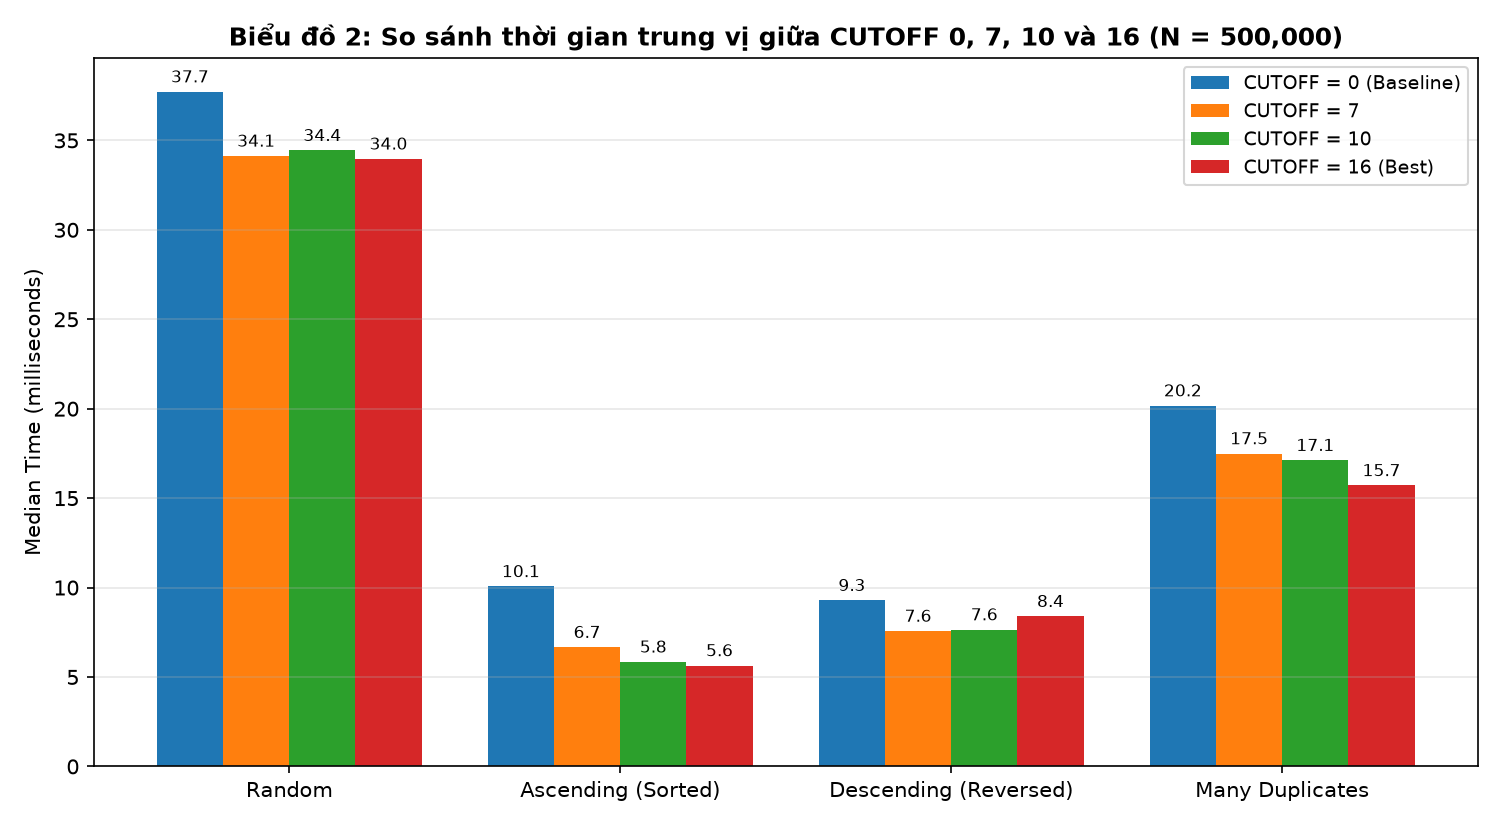 Biểu đồ 2: So sánh thời gian trung vị giữa CUTOFF 0, 7, 10 và 16 (N = 500,000)
CUTOFF = 0 (Baseline)
CUTOFF = 7
CUTOFF = 10
CUTOFF = 16 (Best)
Median Time (milliseconds)
35
30
25
20
15
10
5
0
37.7
34.1
34.4
34.0
10.1
6.7
5.8
5.6
9.3
7.6
7.6
8.4
20.2
17.5
17.1
15.7
Random
Ascending (Sorted)
Descending (Reversed)
Many Duplicates